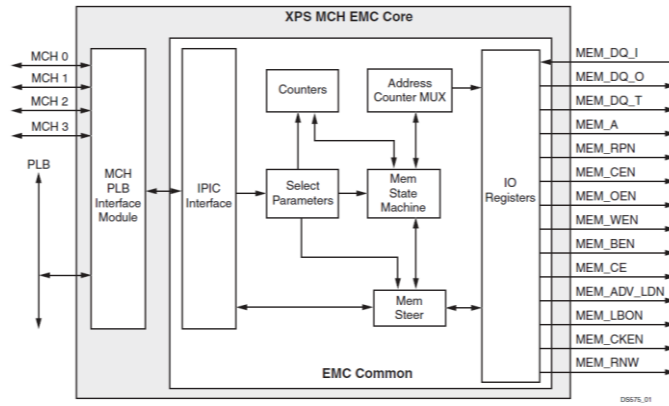 XPS MCH EMC Core
MCH 0
MCH 1
MCH 2
MCH 3
PLB
MCH
PLB
Interface
Module
IPIC
Interface
Counters
Address
Counter MUX
Select
Parameters
Mem
State
Machine
Mem
Steer
EMC Common
IO
Registers
MEM_DQ_I
MEM_DQ_O
MEM_DQ_T
MEM_A
MEM_RPN
MEM_CEN
MEM_OEN
MEM_WEN
MEM_BEN
MEM_CE
MEM_ADV_LDN
MEM_LBON
MEM_CKEN
MEM_RNW
DS575_01